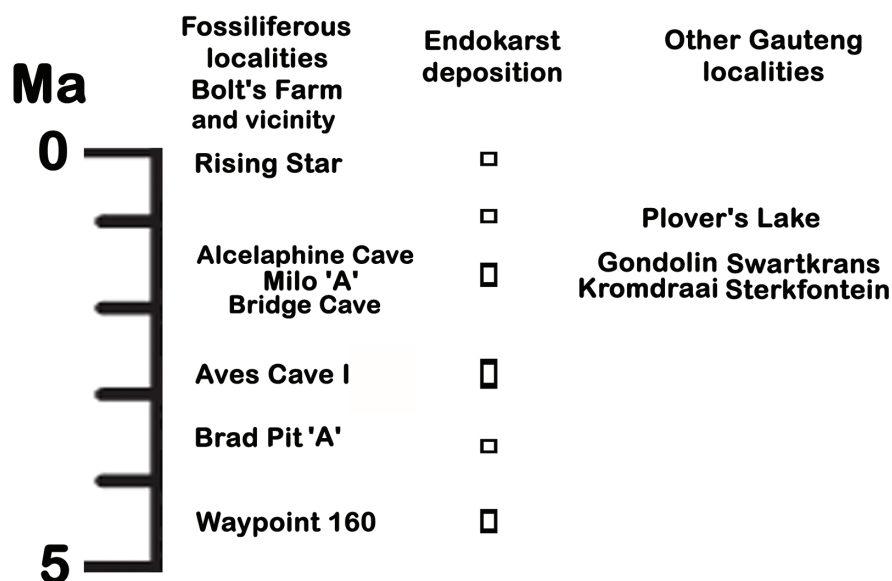 Fossiliferous
localities
Bolt's Farm
and vicinity
Endokarst
deposition
Other Gauteng
localities
Ma
0
Rising Star
Plover's Lake
Alcelaphine Cave
Milo 'A'
Bridge Cave
Gondolin Swartkrans
Kromdraai Sterkfontein
Aves Cave I
Brad Pit 'A'
Waypoint 160
5